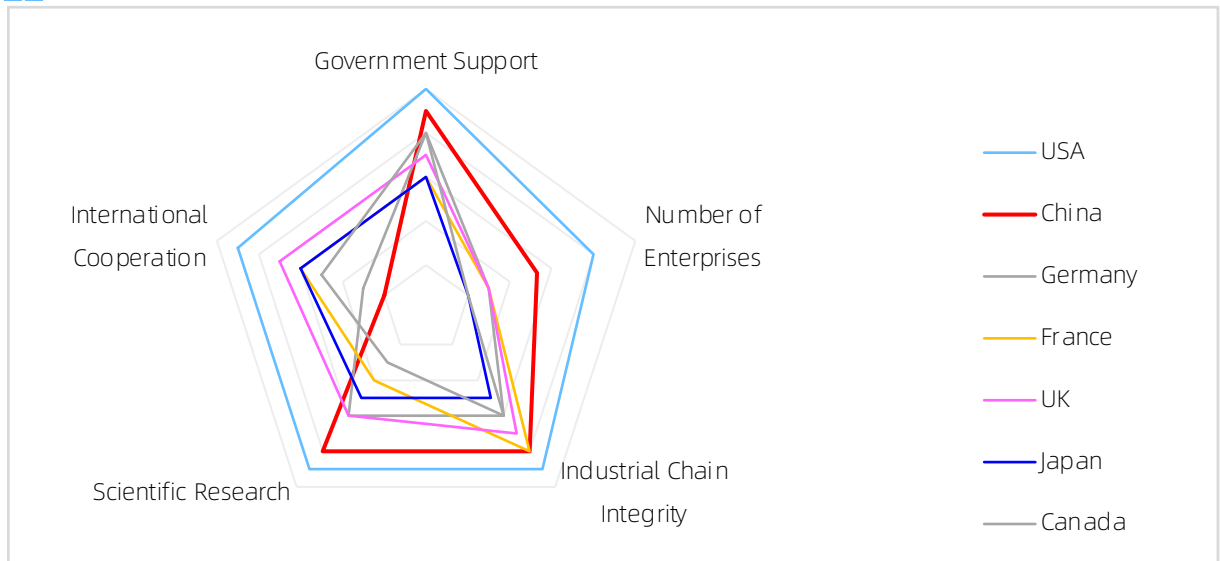 Government Support
International
Cooperation
Number of
Enterprises
Scientific Research
Industrial Chain
Integrity
USA
China
Germany
France
UK
Japan
Canada